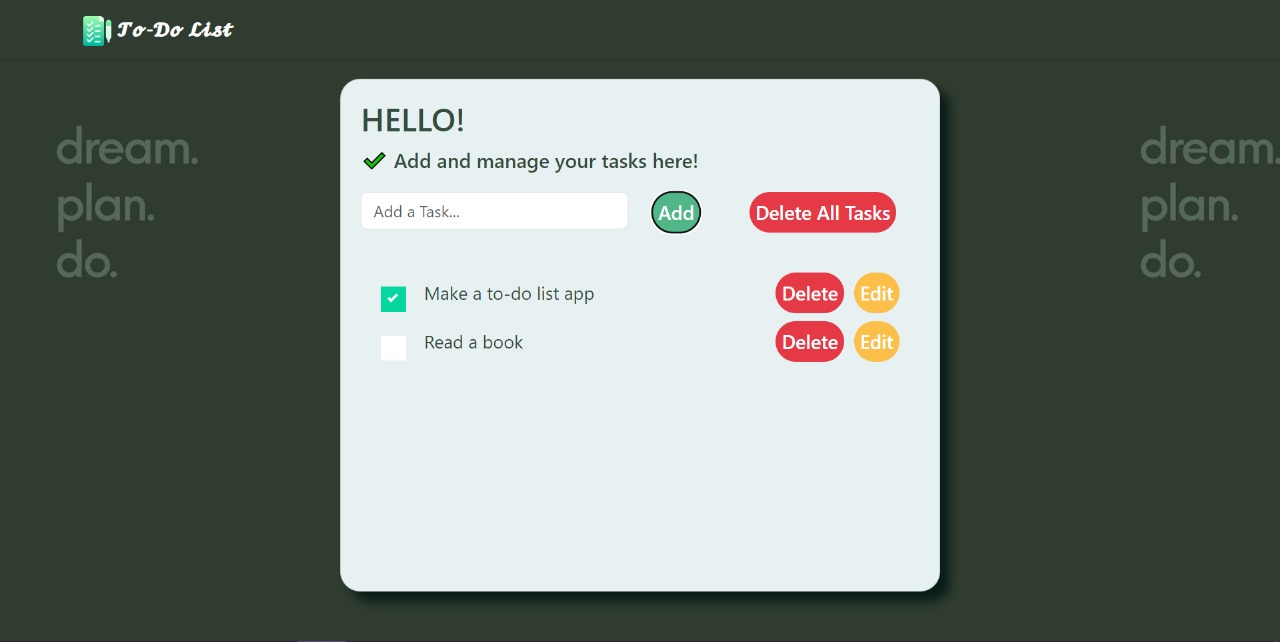 To-Do List
dream.
plan.
do.
HELLO!
Add and manage your tasks here!
Add a Task...
Add
Delete All Tasks
Make a to-do list app
Delete
Edit
Read a book
Delete
Edit
dream.
plan.
do.